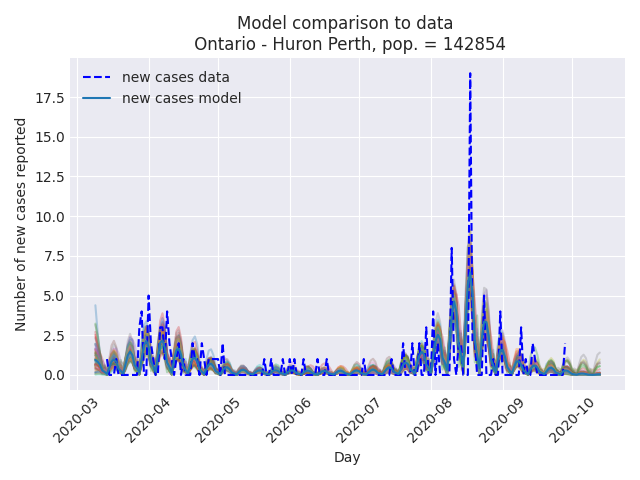 Model comparison to data
Ontario - Huron Perth, pop. = 142854
new cases data
new cases model
Number of new cases reported
17.5
15.0
12.5
10.0
7.5
5.0
2.5
0.0
2020-03
2020-04
2020-05
2020-06
2020-07
2020-08
2020-09
2020-10
Day